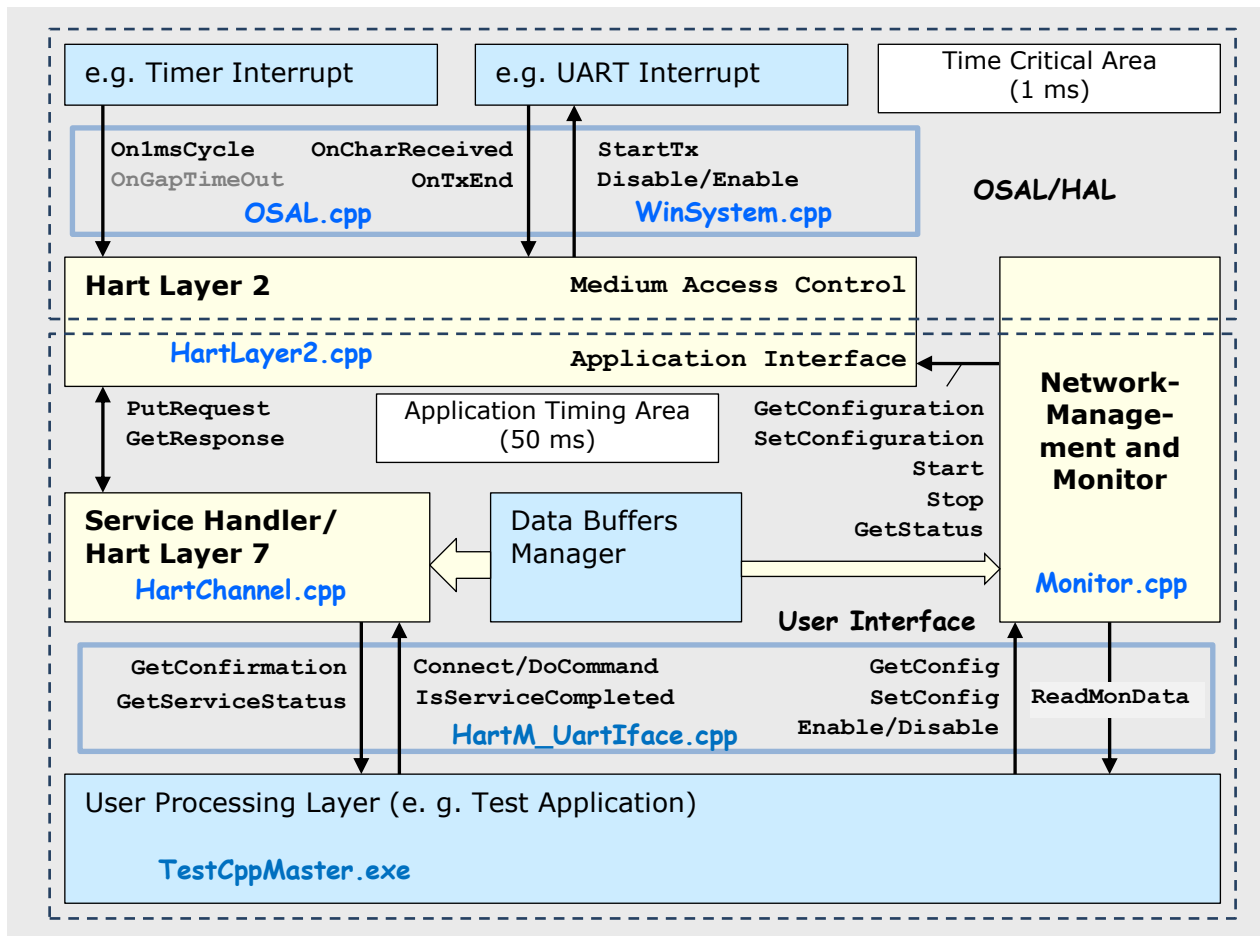 e.g. Timer Interrupt
e.g. UART Interrupt
Time Critical Area
(1 ms)
On1msCycle
OnCharReceived
StartTx
OnGapTimeOut
OnTxEnd
Disable/Enable
OSAL.cpp
WinSystem.cpp
OSAL/HAL
Hart Layer 2
Medium Access Control
HartLayer2.cpp
Application Interface
PutRequest
GetResponse
Application Timing Area
(50 ms)
GetConfiguration
SetConfiguration
Start
Stop
GetStatus
Network-
Manage-
ment and
Monitor
Monitor.cpp
Service Handler/
Hart Layer 7
HartChannel.cpp
Data Buffers
Manager
User Interface
GetConfirmation
GetServiceStatus
Connect/DoCommand
IsServiceCompleted
HartM_UartIface.cpp
GetConfig
SetConfig
Enable/Disable
ReadMonData
User Processing Layer (e. g. Test Application)
TestCppMaster.exe